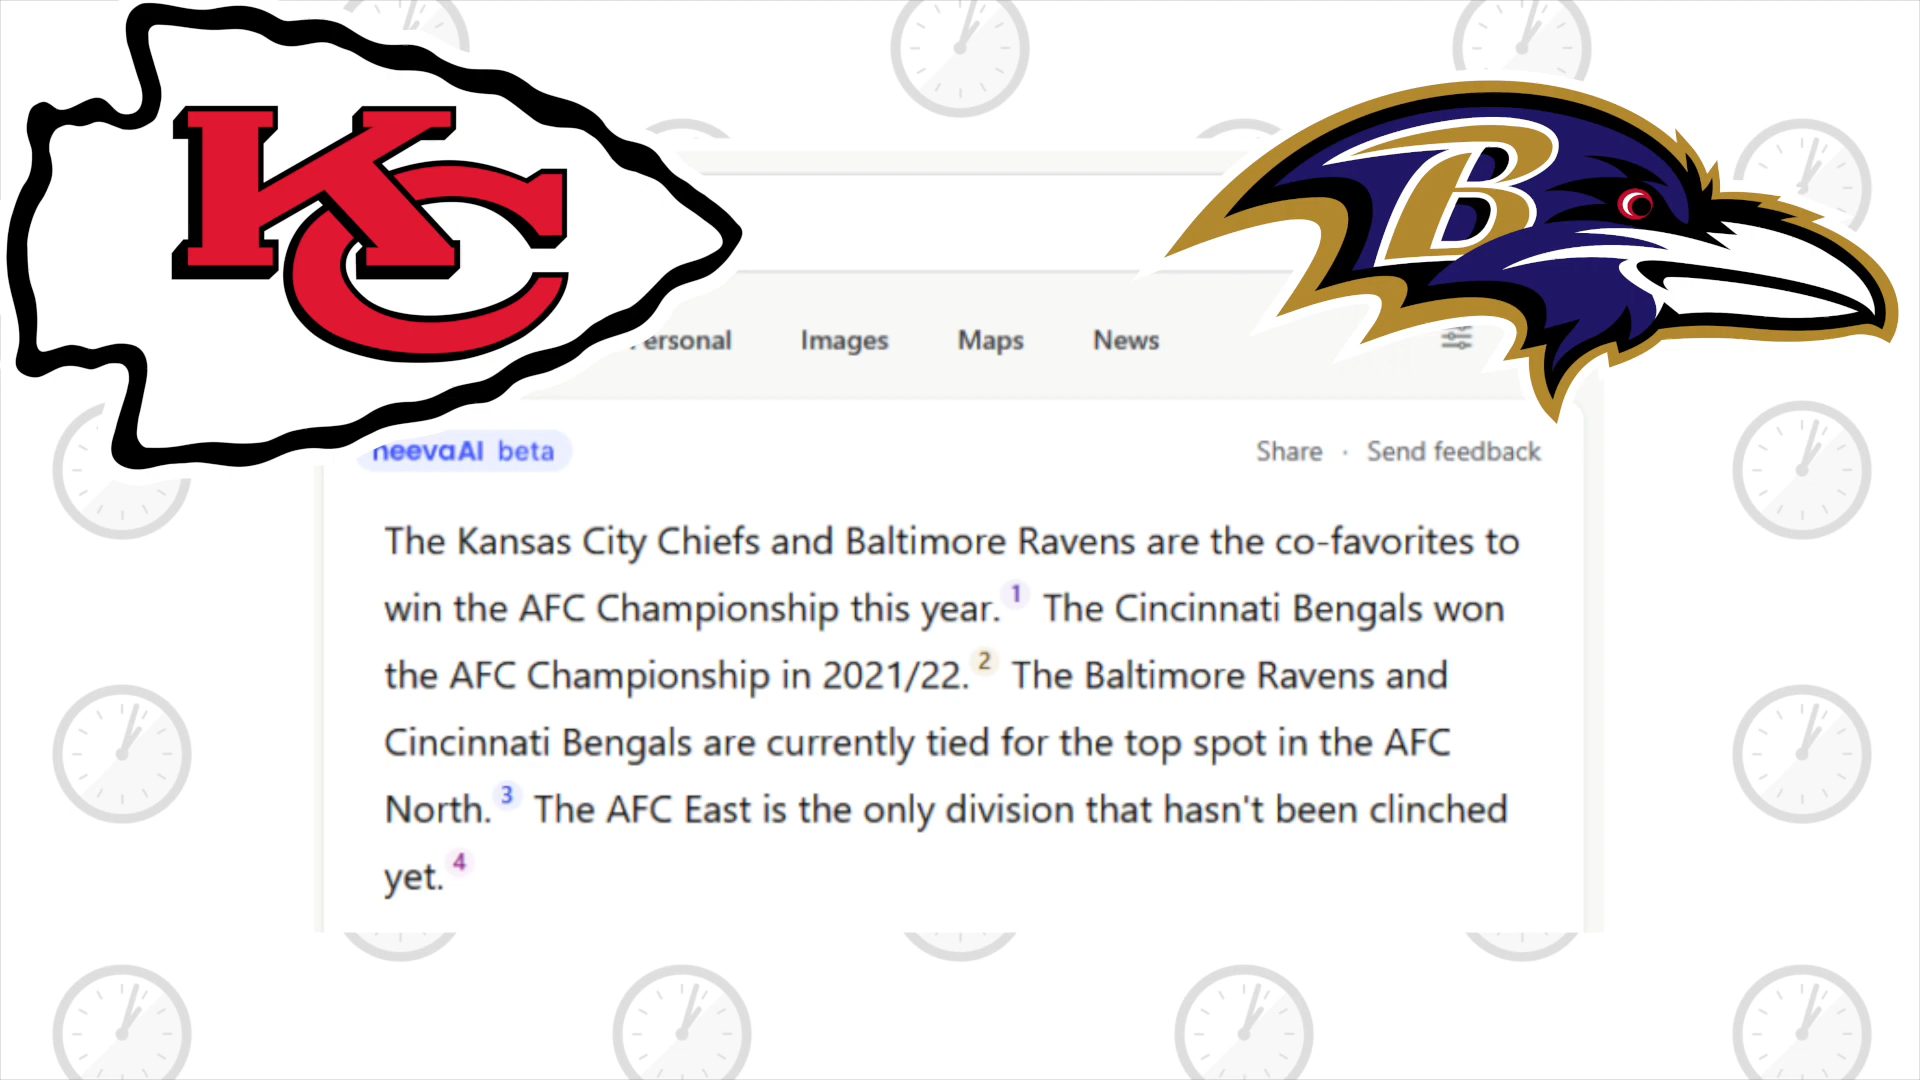 KC
B
Personal Images Maps News
neevaAI beta Share · Send feedback
The Kansas City Chiefs and Baltimore Ravens are the co-favorites to
win the AFC Championship this year. 1 The Cincinnati Bengals won
the AFC Championship in 2021/22. 2 The Baltimore Ravens and
Cincinnati Bengals are currently tied for the top spot in the AFC
North. 3 The AFC East is the only division that hasn't been clinched
yet. 4